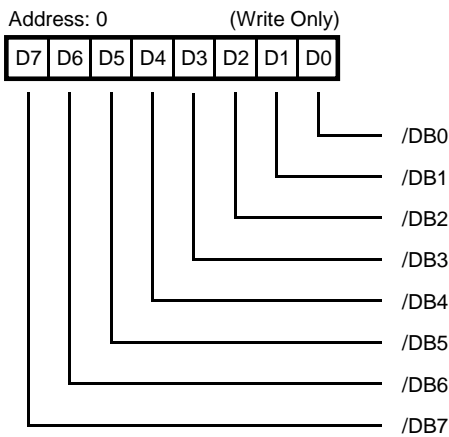 Address: 0 (Write Only)
D7 D6 D5 D4 D3 D2 D1 D0
/DB0
/DB1
/DB2
/DB3
/DB4
/DB5
/DB6
/DB7